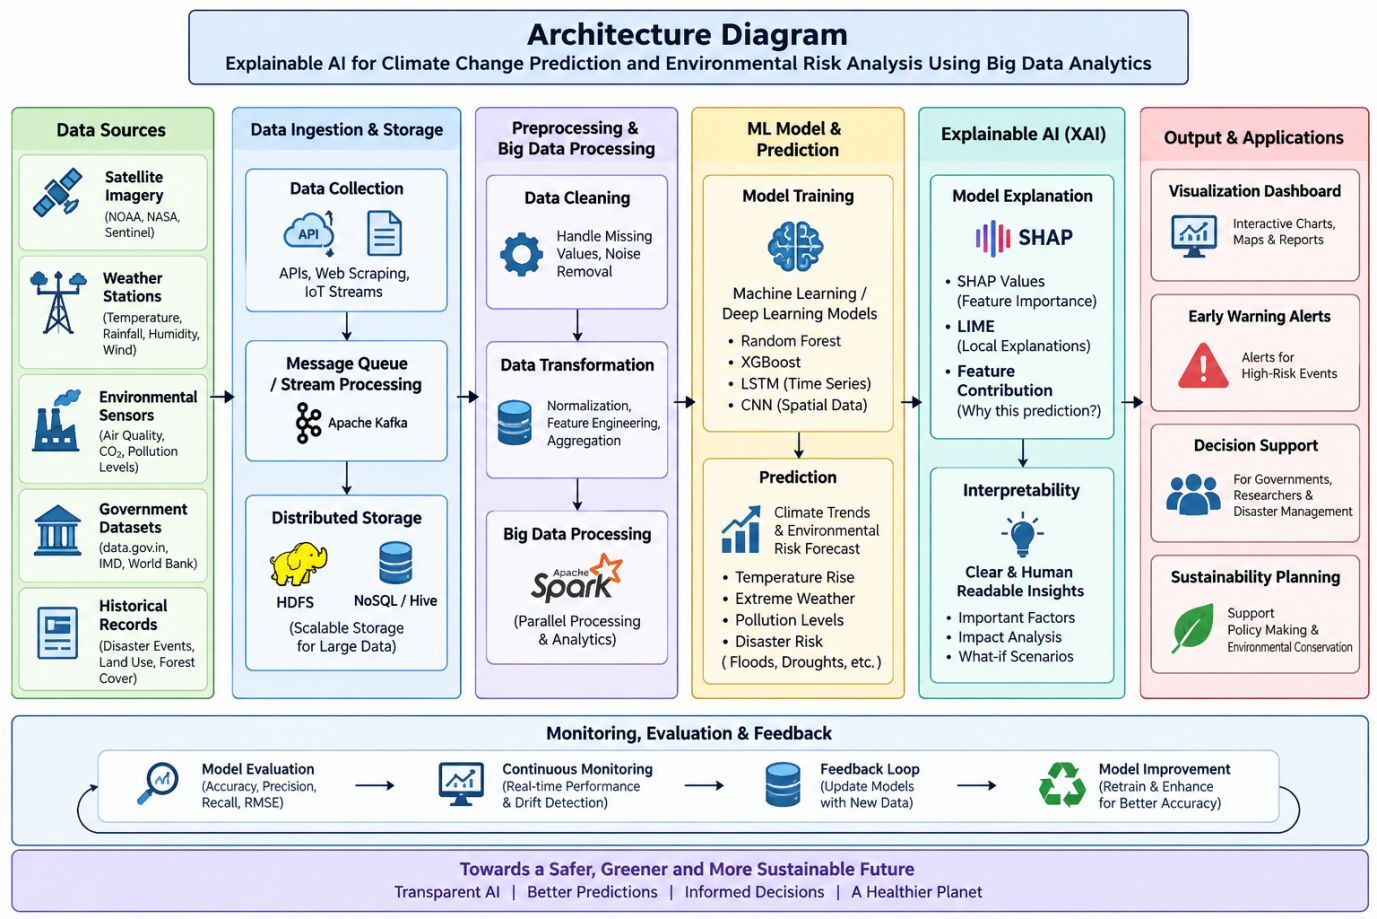 Architecture Diagram
Explainable AI for Climate Change Prediction and Environmental Risk Analysis Using Big Data Analytics
Data Sources
Satellite
Imagery
(NOAA, NASA,
Sentinel)
Weather
Stations
(Temperature,
Rainfall, Humidity,
Wind)
Environmental
Sensors
(Air Quality,
CO₂, Pollution
Levels)
Government
Datasets
(data.gov.in,
IMD, World Bank)
Historical
Records
(Disaster Events,
Land Use, Forest
Cover)
Data Ingestion & Storage
Data Collection
API
APIs, Web Scraping,
IoT Streams
Message Queue
/ Stream Processing
Apache Kafka
Distributed Storage
HDFS
NoSQL / Hive
(Scalable Storage
for Large Data)
Preprocessing &
Big Data Processing
Data Cleaning
Handle Missing
Values, Noise
Removal
Data Transformation
Normalization,
Feature Engineering,
Aggregation
Big Data Processing
Apache
Spark
(Parallel Processing
& Analytics)
ML Model &
Prediction
Model Training
Machine Learning /
Deep Learning Models
• Random Forest
• XGBoost
• LSTM (Time Series)
• CNN (Spatial Data)
Prediction
Climate Trends
& Environmental
Risk Forecast
• Temperature Rise
• Extreme Weather
• Pollution Levels
• Disaster Risk
( Floods, Droughts, etc.)
Explainable AI (XAI)
Model Explanation
SHAP
• SHAP Values
(Feature Importance)
• LIME
(Local Explanations)
• Feature
Contribution
(Why this prediction?)
Interpretability
Clear & Human
Readable Insights
• Important Factors
• Impact Analysis
• What-if Scenarios
Output & Applications
Visualization Dashboard
Interactive Charts,
Maps & Reports
Early Warning Alerts
Alerts for
High-Risk Events
Decision Support
For Governments,
Researchers &
Disaster Management
Sustainability Planning
Support
Policy Making &
Environmental Conservation
Monitoring, Evaluation & Feedback
Model Evaluation
(Accuracy, Precision,
Recall, RMSE)
Continuous Monitoring
(Real-time Performance
& Drift Detection)
Feedback Loop
(Update Models
with New Data)
Model Improvement
(Retrain & Enhance
for Better Accuracy)
Towards a Safer, Greener and More Sustainable Future
Transparent AI | Better Predictions | Informed Decisions | A Healthier Planet